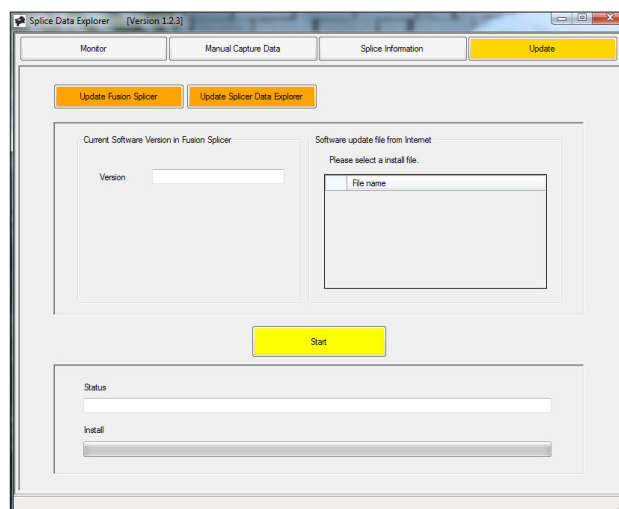 Splice Data Explorer [Version 1.2.3]
Monitor Manual Capture Data Splice Information Update
Update Fusion Splicer Update Splicer Data Explorer
Current Software Version in Fusion Splicer Software update file from Internet
Please select a install file.
Version
File name
Start
Status
Install